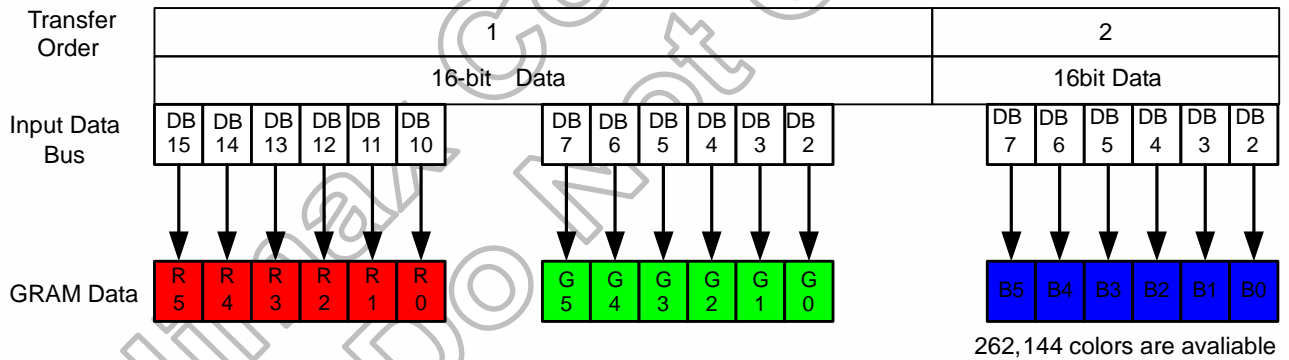 Transfer Order 1 2
16-bit Data 16bit Data
Input Data Bus DB 15 DB 14 DB 13 DB 12 DB 11 DB 10 DB 7 DB 6 DB 5 DB 4 DB 3 DB 2 DB 7 DB 6 DB 5 DB 4 DB 3 DB 2
GRAM Data R 5 R 4 R 3 R 2 R 1 R 0 G 5 G 4 G 3 G 2 G 1 G 0 B5 B4 B3 B2 B1 B0
262,144 colors are avaliable
Do Not